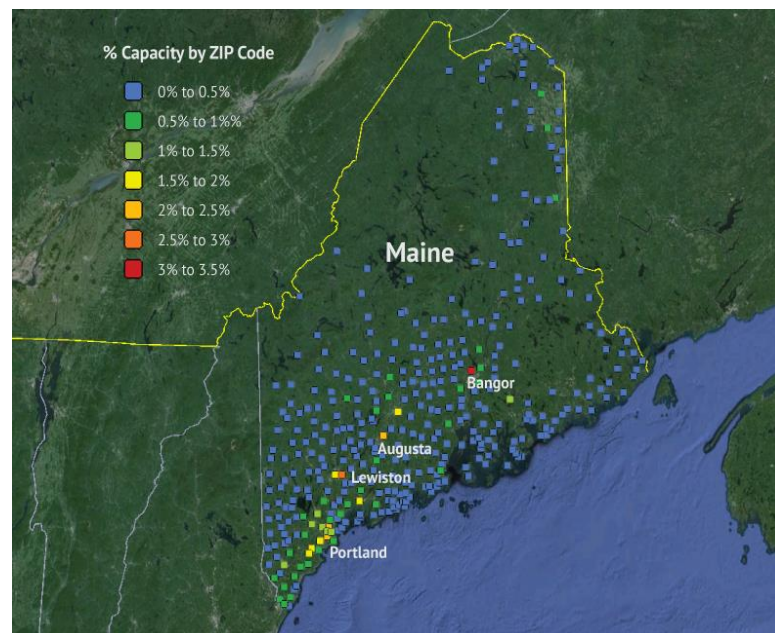 % Capacity by ZIP Code
0% to 0.5%
0.5% to 1%%
1% to 1.5%
1.5% to 2%
2% to 2.5%
2.5% to 3%
3% to 3.5%
Maine
Bangor
Augusta
Lewiston
Portland